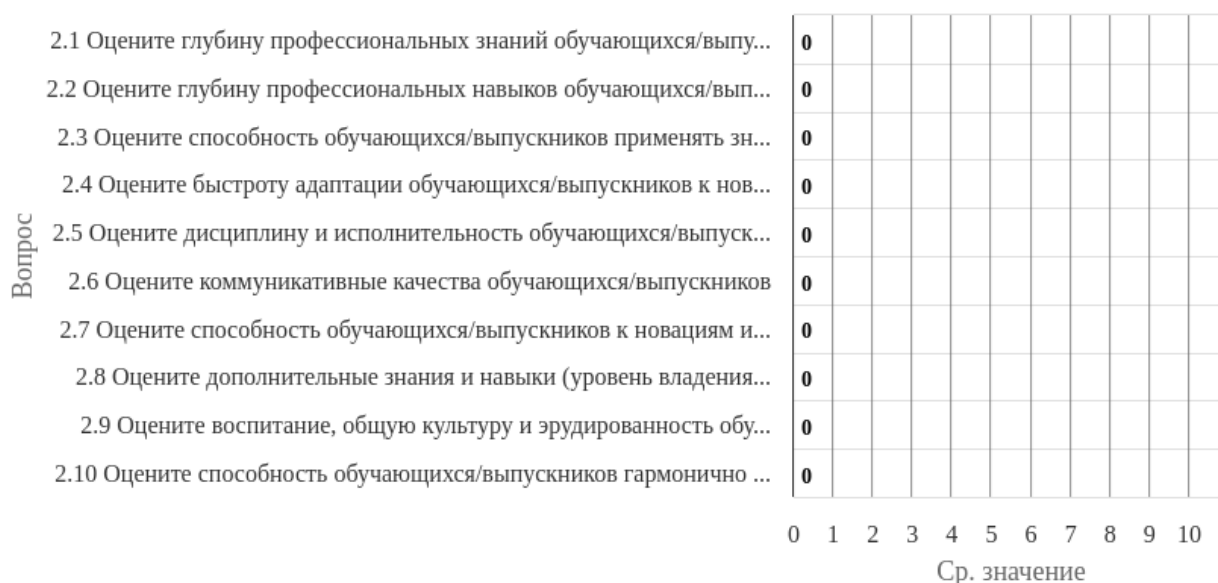 2.1 Оцените глубину профессиональных знаний обучающихся/выпу... 0
2.2 Оцените глубину профессиональных навыков обучающихся/вып... 0
2.3 Оцените способность обучающихся/выпускников применять зн... 0
2.4 Оцените быстроту адаптации обучающихся/выпускников к нов... 0
2.5 Оцените дисциплину и исполнительность обучающихся/выпуск... 0
2.6 Оцените коммуникативные качества обучающихся/выпускников 0
2.7 Оцените способность обучающихся/выпускников к новациям и... 0
2.8 Оцените дополнительные знания и навыки (уровень владения... 0
2.9 Оцените воспитание, общую культуру и эрудированность обу... 0
2.10 Оцените способность обучающихся/выпускников гармонично ... 0
Вопрос
0 1 2 3 4 5 6 7 8 9 10
Ср. значение